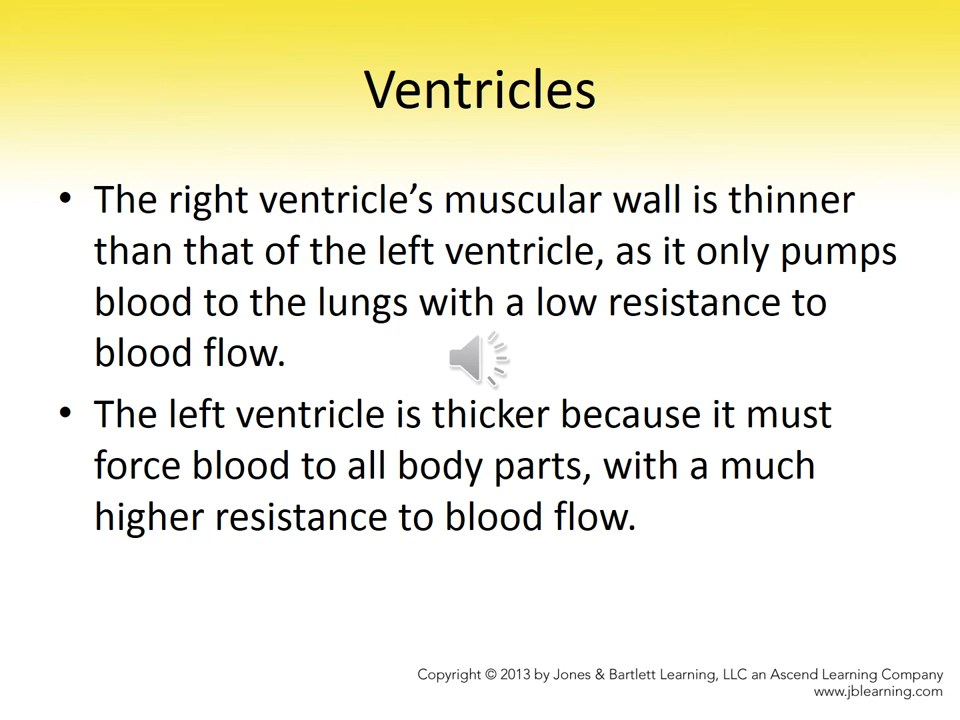 Ventricles
• The right ventricle’s muscular wall is thinner
than that of the left ventricle, as it only pumps
blood to the lungs with a low resistance to
blood flow.
• The left ventricle is thicker because it must
force blood to all body parts, with a much
higher resistance to blood flow.
Copyright © 2013 by Jones & Bartlett Learning, LLC an Ascend Learning Company
www.jblearning.com